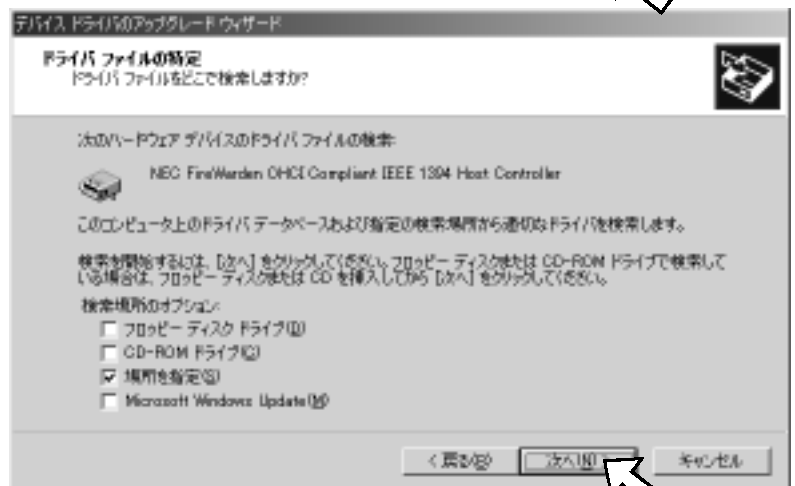 デバイス ドライバのアップグレード ウィザード
ドライバ ファイルの特定
ドライバ ファイルをどこで検索しますか?
次のハードウェア デバイスのドライバ ファイルの検索:
NEC FireWarden OHCI Compliant IEEE 1394 Host Controller
このコンピュータ上のドライバ データベースおよび指定の検索場所から適切なドライバを検索します。
検索を開始するには、[次へ] をクリックしてください。フロッピー ディスクまたは CD-ROM ドライブで検索して
いる場合は、フロッピー ディスクまたは CD を挿入してから [次へ] をクリックしてください。
検索場所のオプション:
フロッピー ディスク ドライブ(D)
CD-ROM ドライブ(C)
場所を指定(S)
Microsoft Windows Update(M)
< 戻る(B)
次へ(N) >
キャンセル